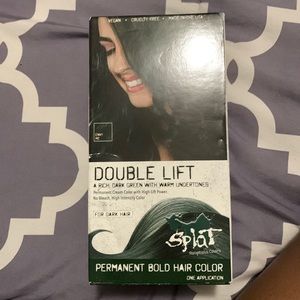 VEGAN • CRUELTY-FREE • MADE IN THE USA
DOUBLE LIFT
A RICH, DARK GREEN WITH WARM UNDERTONES
Permanent Cream Color with High Lift Power.
No Bleach, High Intensity Color
FOR DARK HAIR
Splat
PERMANENT BOLD HAIR COLOR
ONE APPLICATION